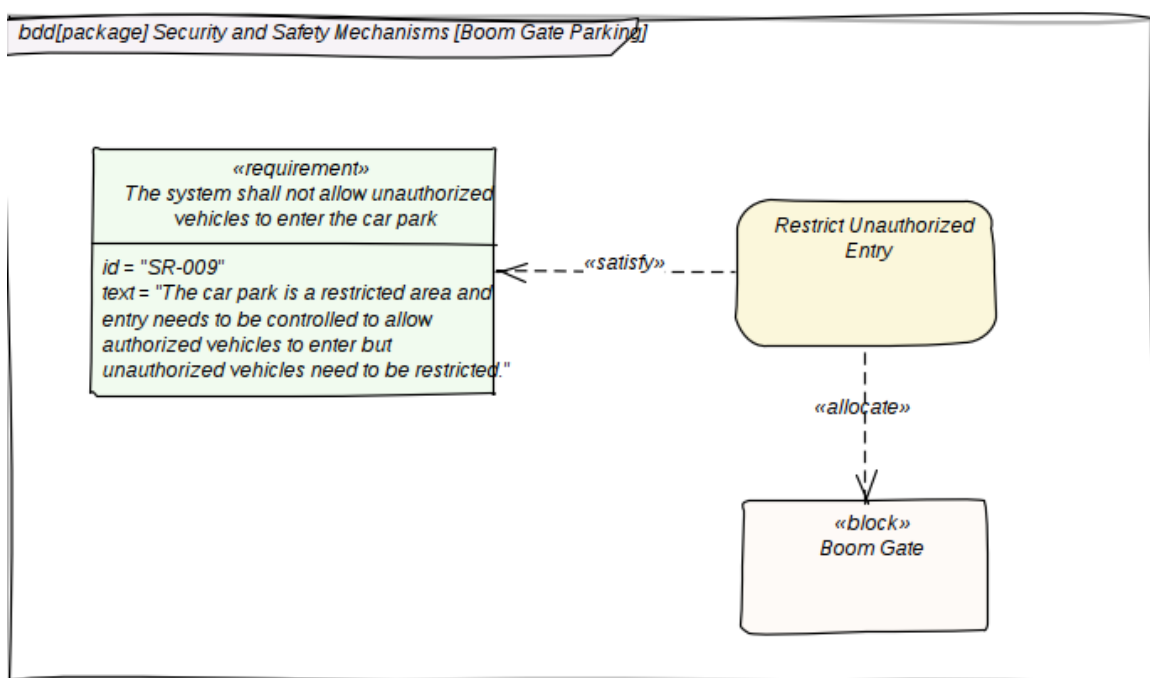 bdd[package] Security and Safety Mechanisms [Boom Gate Parking]
«requirement»
The system shall not allow unauthorized
vehicles to enter the car park
id = "SR-009"
text = "The car park is a restricted area and
entry needs to be controlled to allow
authorized vehicles to enter but
unauthorized vehicles need to be restricted."
«satisfy»
Restrict Unauthorized
Entry
«allocate»
«block»
Boom Gate